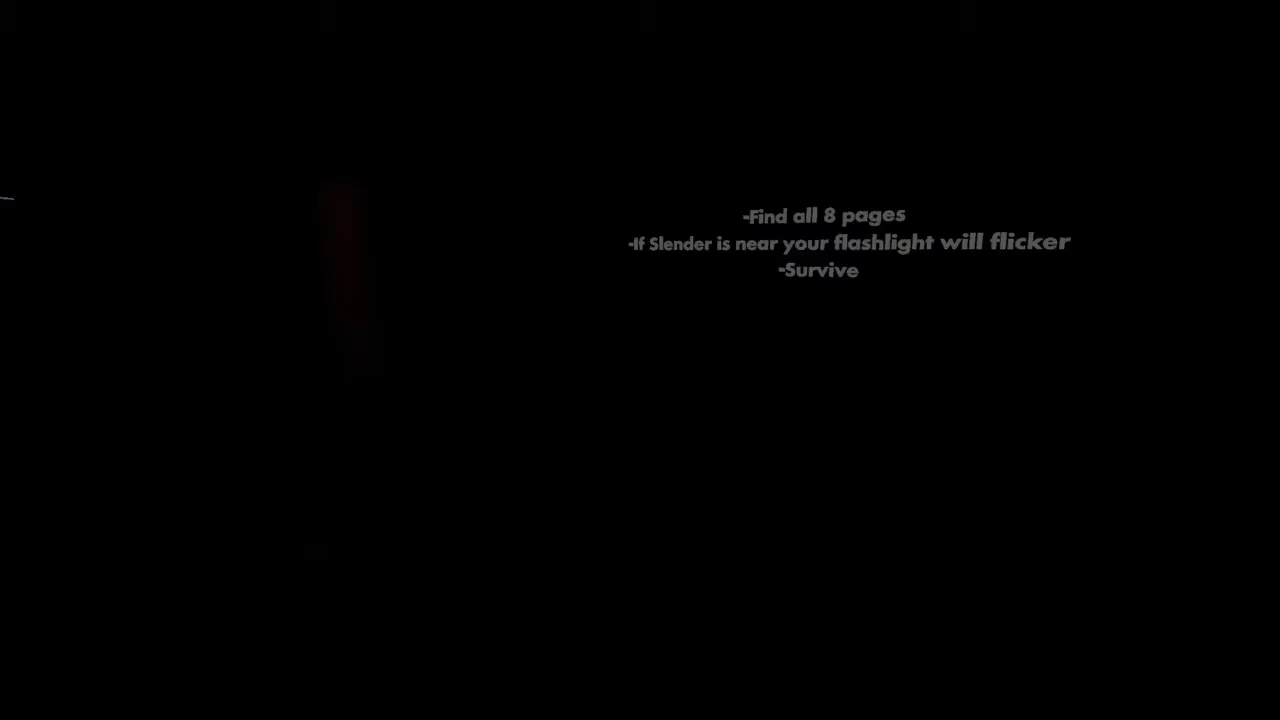 -Find all 8 pages
-If Slender is near your flashlight will flicker
-Survive